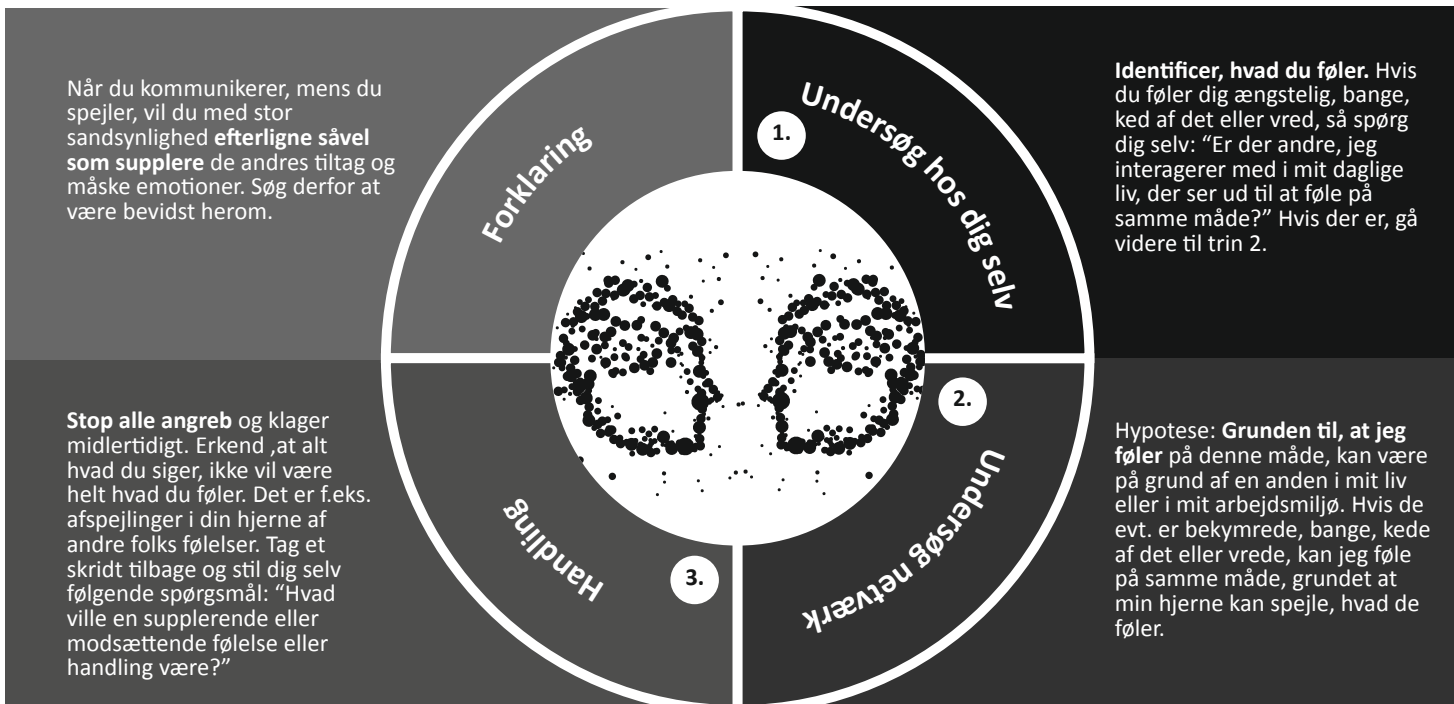 Når du kommunikerer, mens du
spejler, vil du med stor
sandsynlighed efterligne såvel
som supplere de andres tiltag og
måske emotioner. Søg derfor at
være bevidst herom.
Forklaring
1.
Undersøg hos dig selv
Identificer, hvad du føler. Hvis
du føler dig ængstelig, bange,
ked af det eller vred, så spørg
dig selv: “Er der andre, jeg
interagerer med i mit daglige
liv, der ser ud til at føle på
samme måde?” Hvis der er, gå
videre til trin 2.
2.
Undersøg netværk
Hypotese: Grunden til, at jeg
føler på denne måde, kan være
på grund af en anden i mit liv
eller i mit arbejdsmiljø. Hvis de
evt. er bekymrede, bange, kede
af det eller vrede, kan jeg føle
på samme måde, grundet at
min hjerne kan spejle, hvad de
føler.
3.
Handling
Stop alle angreb og klager
midlertidigt. Erkend ,at alt
hvad du siger, ikke vil være
helt hvad du føler. Det er f.eks.
afspejlinger i din hjerne af
andre folks følelser. Tag et
skridt tilbage og stil dig selv
følgende spørgsmål: “Hvad
ville en supplerende eller
modsættende følelse eller
handling være?”